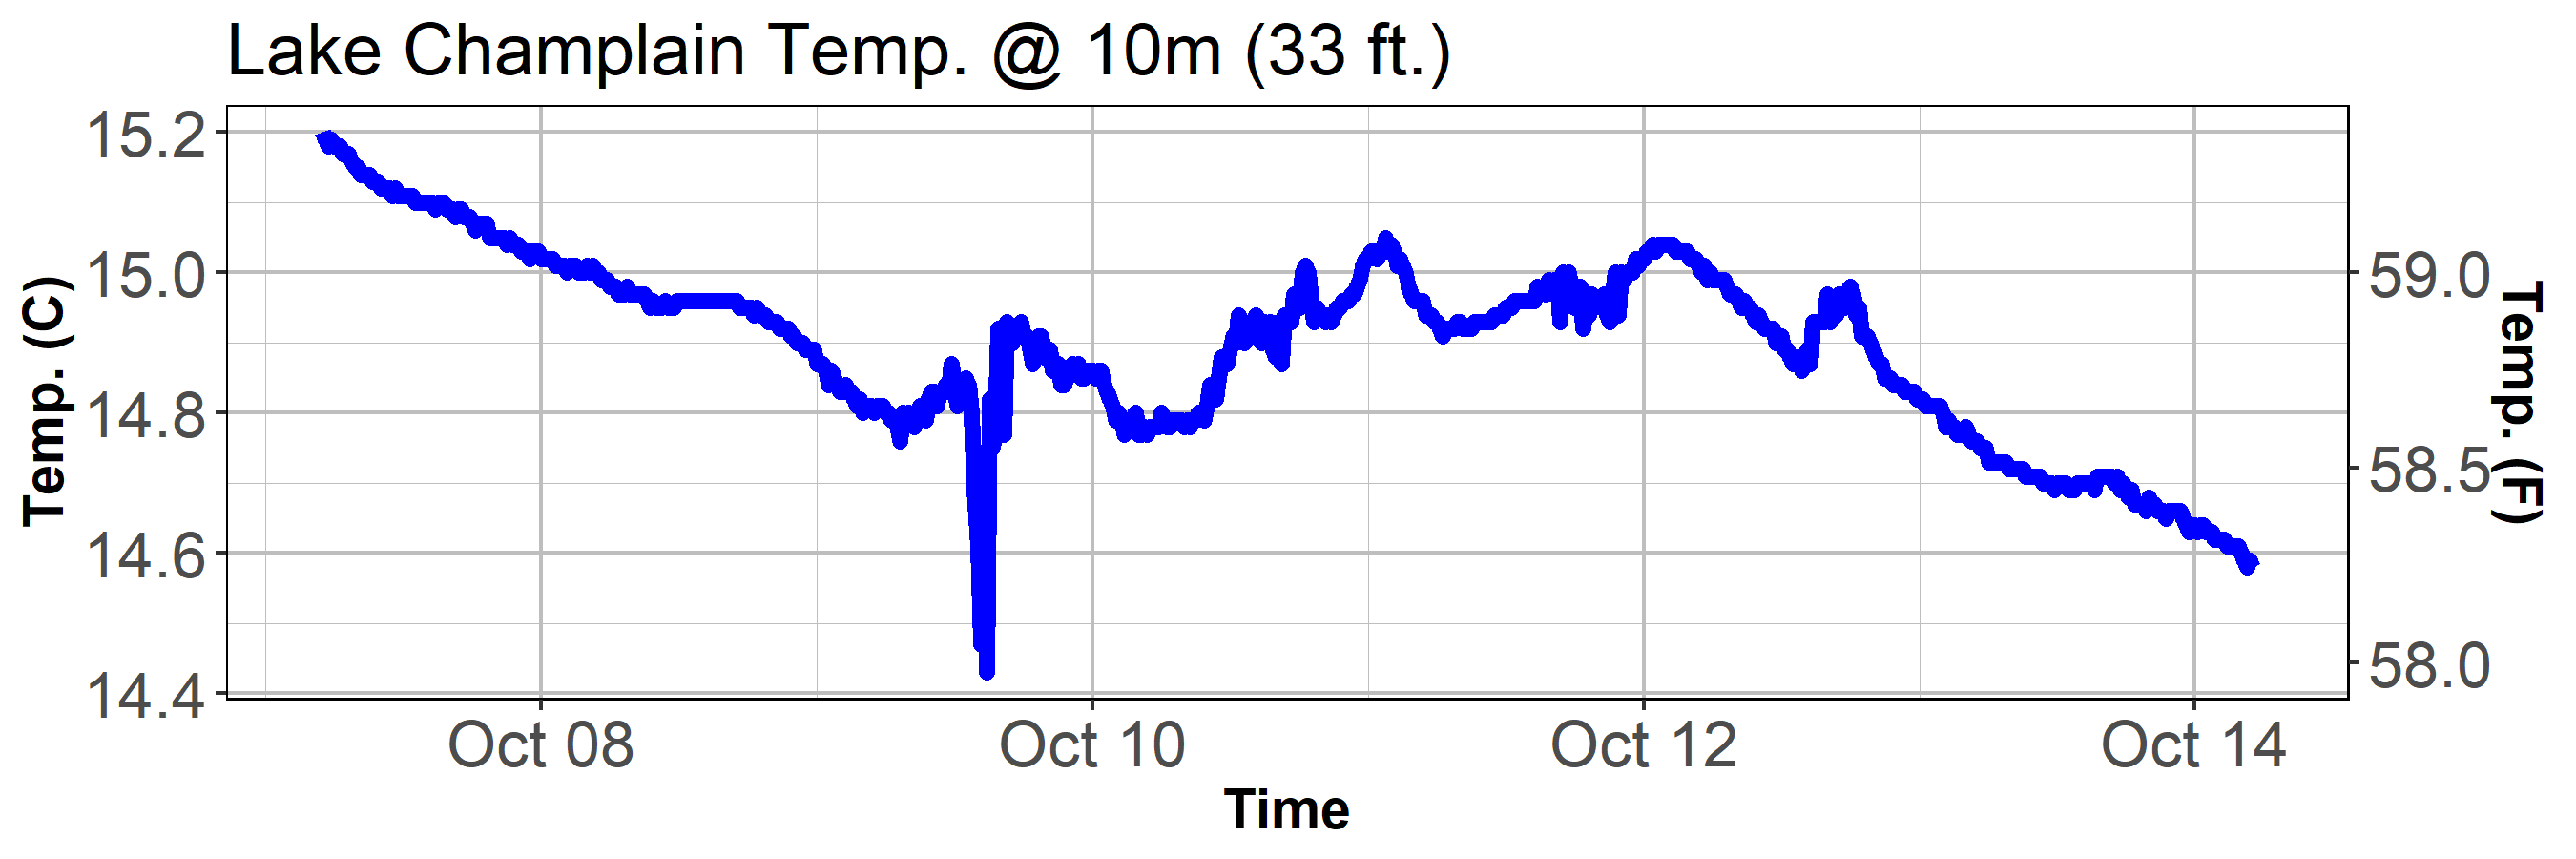 Lake Champlain Temp. @ 10m (33 ft.)
Temp. (C)
15.2
15.0
14.8
14.6
14.4
59.0
58.5
58.0
Temp. (F)
Oct 08 Oct 10 Oct 12 Oct 14
Time